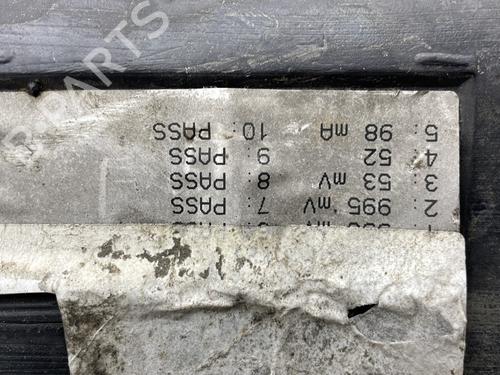 2: 995 mV 7: PASS
3: 53 mV 8: PASS
4: 52 9: PASS
5: 98 mA 10: PASS
PARTS